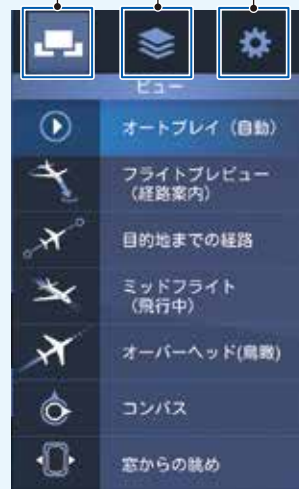 ビュー
オートプレイ（自動）
フライトプレビュー
（経路案内）
目的地までの経路
ミッドフライト
（飛行中）
オーバーヘッド(鳥瞰)
コンパス
窓からの眺め